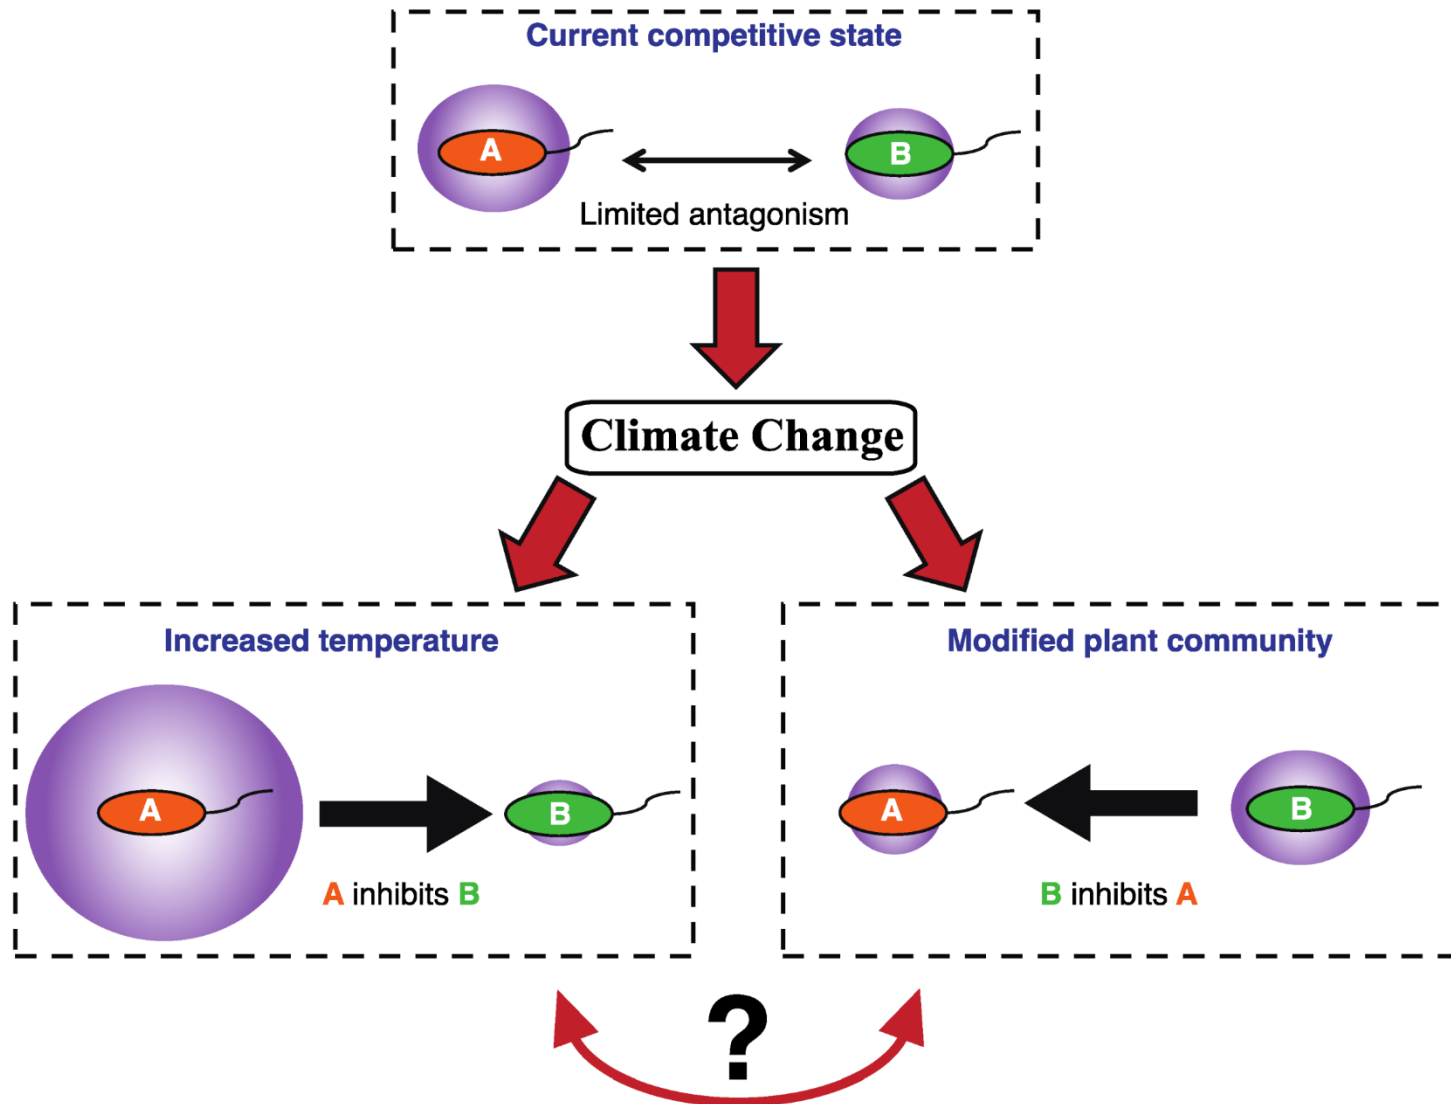 Current competitive state
A
B
Limited antagonism
Climate Change
Increased temperature
A
B
A inhibits B
Modified plant community
A
B
B inhibits A
?